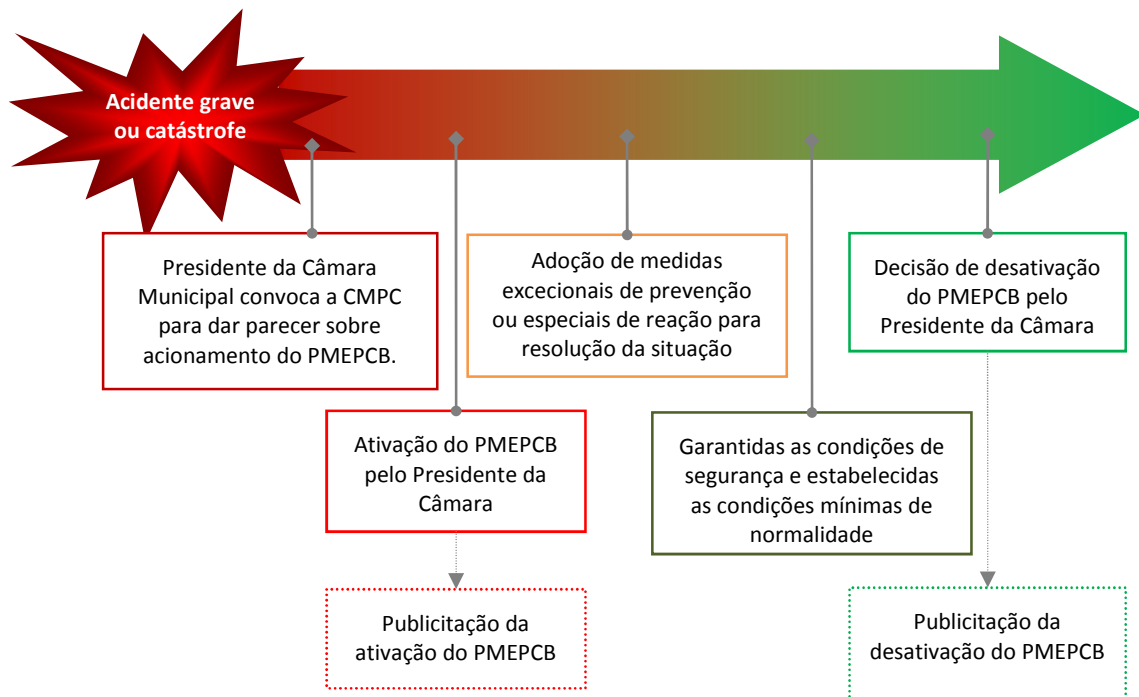 Acidente grave
ou catástrofe
Presidente da Câmara
Municipal convoca a CMPC
para dar parecer sobre
acionamento do PMEPCB.
Ativação do PMEPCB
pelo Presidente da
Câmara
Publicitação da
ativação do PMEPCB
Adoção de medidas
excecionais de prevenção
ou especiais de reação para
resolução da situação
Garantidas as condições de
segurança e estabelecidas
as condições mínimas de
normalidade
Decisão de desativação
do PMEPCB pelo
Presidente da Câmara
Publicitação da
desativação do PMEPCB